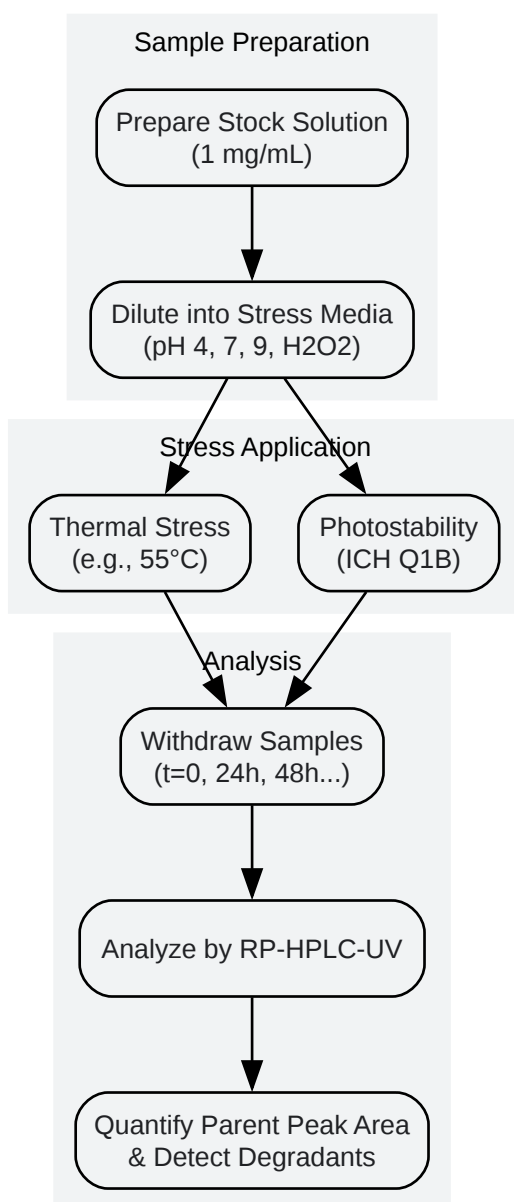 Sample Preparation
Prepare Stock Solution
(1 mg/mL)
Dilute into Stress Media
(pH 4, 7, 9, H2O2)
Stress Application
Thermal Stress
(e.g., 55°C)
Photostability
(ICH Q1B)
Analysis
Withdraw Samples
(t=0, 24h, 48h...)
Analyze by RP-HPLC-UV
Quantify Parent Peak Area
& Detect Degradants